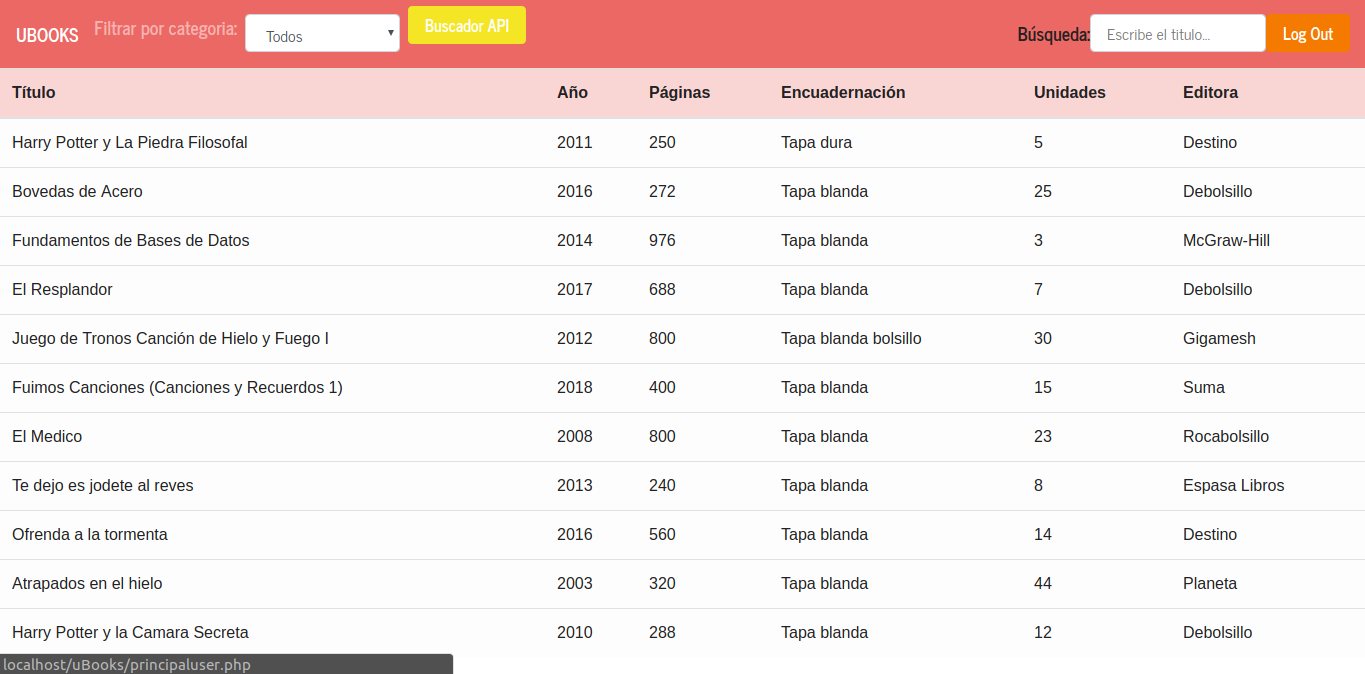 UBOOKS Filtrar por categoria: Todos Buscador API Búsqueda: Escribe el titulo... Log Out
Título Año Páginas Encuadernación Unidades Editora
Harry Potter y La Piedra Filosofal 2011 250 Tapa dura 5 Destino
Bovedas de Acero 2016 272 Tapa blanda 25 Debolsillo
Fundamentos de Bases de Datos 2014 976 Tapa blanda 3 McGraw-Hill
El Resplandor 2017 688 Tapa blanda 7 Debolsillo
Juego de Tronos Canción de Hielo y Fuego I 2012 800 Tapa blanda bolsillo 30 Gigamesh
Fuimos Canciones (Canciones y Recuerdos 1) 2018 400 Tapa blanda 15 Suma
El Medico 2008 800 Tapa blanda 23 Rocabolsillo
Te dejo es jodete al reves 2013 240 Tapa blanda 8 Espasa Libros
Ofrenda a la tormenta 2016 560 Tapa blanda 14 Destino
Atrapados en el hielo 2003 320 Tapa blanda 44 Planeta
Harry Potter y la Camara Secreta 2010 288 Tapa blanda 12 Debolsillo
localhost/uBooks/principaluser.php